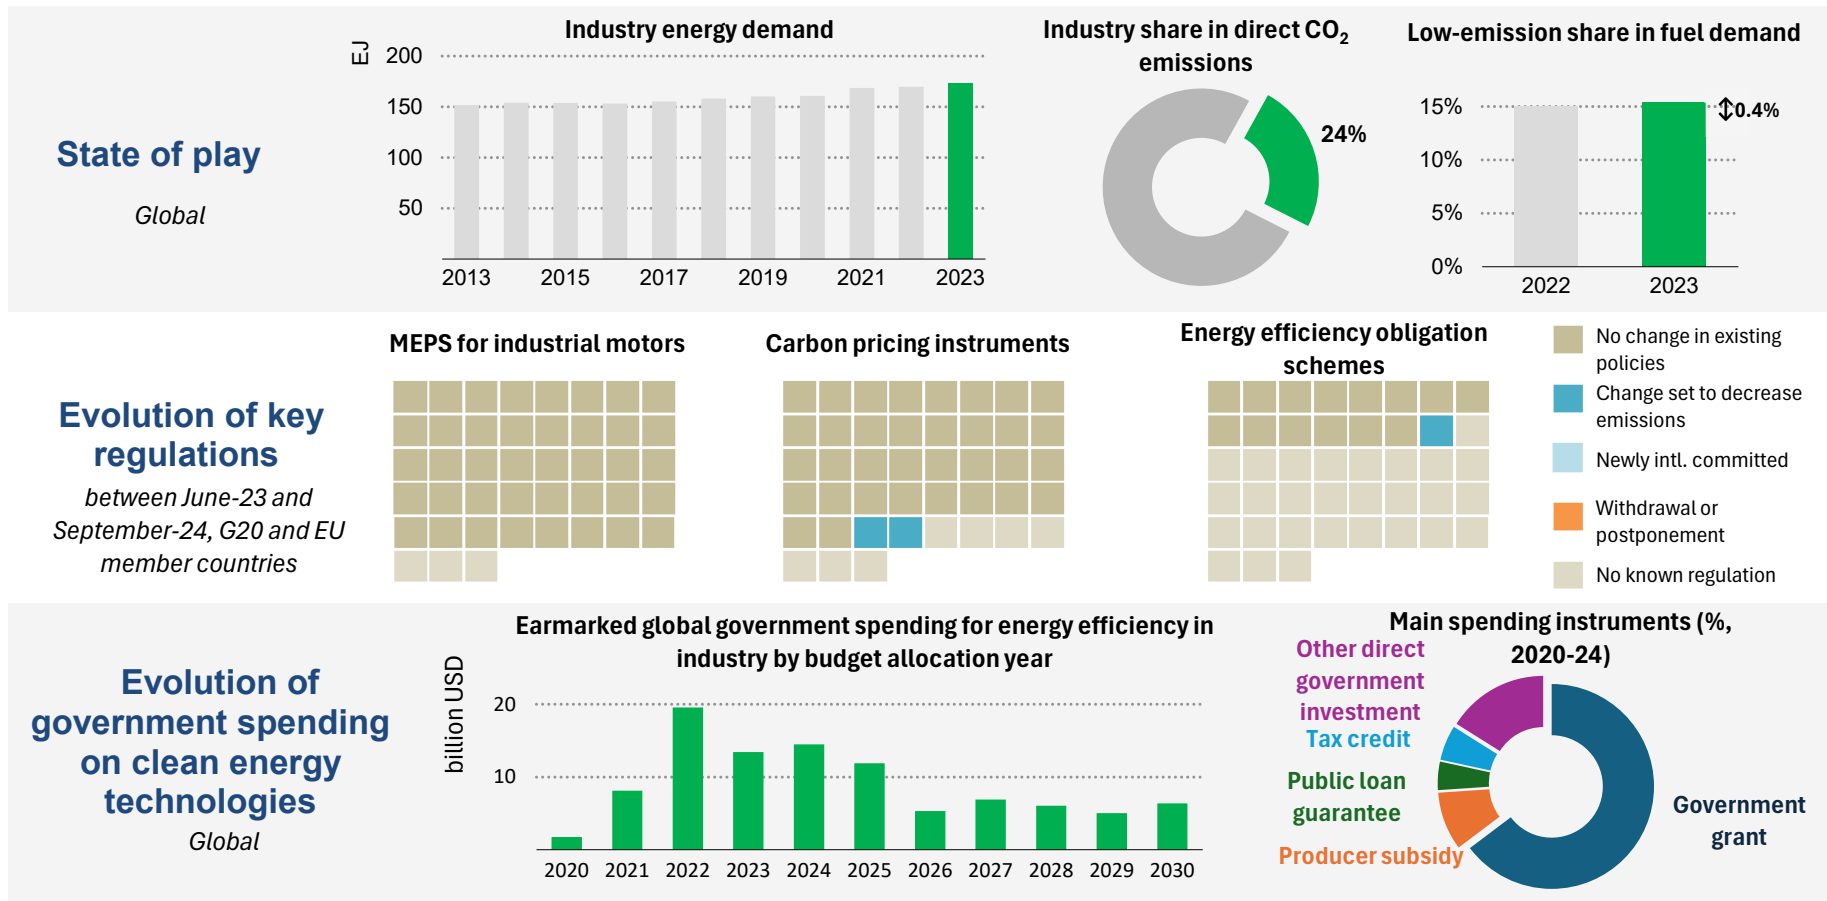 State of play
Global
Industry energy demand
EJ
200
150
100
50
2013
2015
2017
2019
2021
2023
Industry share in direct CO₂
emissions
24%
Low-emission share in fuel demand
15%
10%
5%
0%
0.4%
2022
2023
Evolution of key
regulations
between June-23 and
September-24, G20 and EU
member countries
MEPS for industrial motors
Carbon pricing instruments
Energy efficiency obligation
schemes
No change in existing
policies
Change set to decrease
emissions
Newly intl. committed
Withdrawal or
postponement
No known regulation
Evolution of
government spending
on clean energy
technologies
Global
Earmarked global government spending for energy efficiency in
industry by budget allocation year
billion USD
20
10
2020
2021
2022
2023
2024
2025
2026
2027
2028
2029
2030
Main spending instruments (%,
2020-24)
Other direct
government
investment
Tax credit
Public loan
guarantee
Producer subsidy
Government
grant